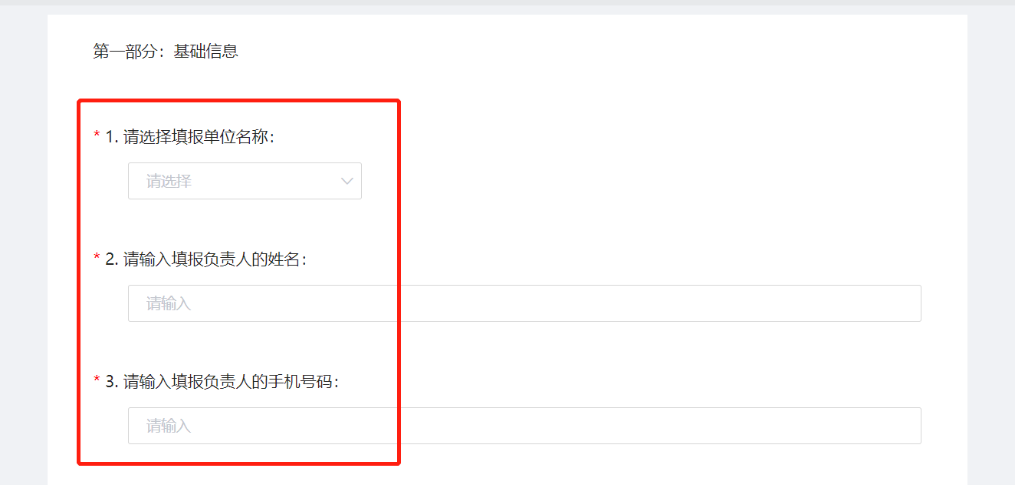 第一部分：基础信息
* 1. 请选择填报单位名称：
请选择
* 2. 请输入填报负责人的姓名：
请输入
* 3. 请输入填报负责人的手机号码：
请输入